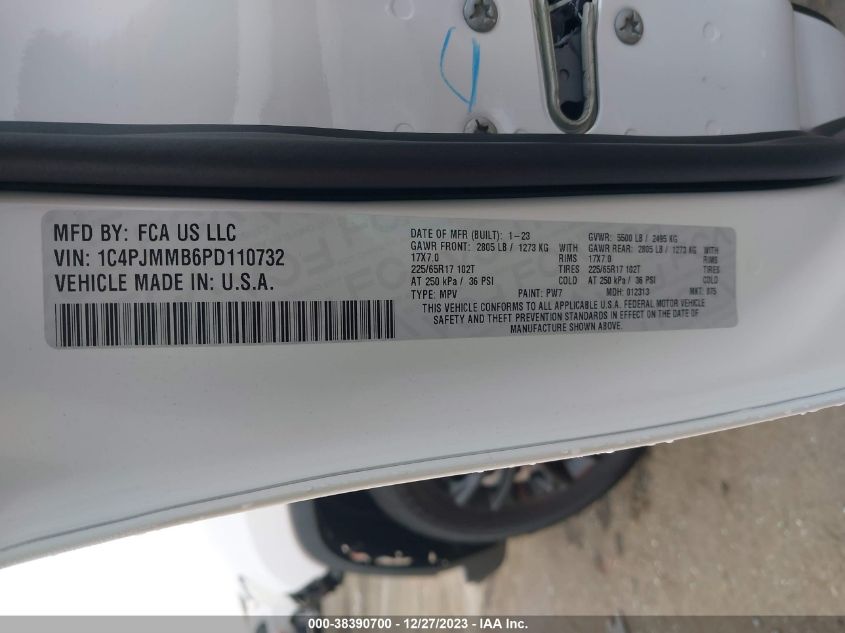 MFD BY: FCA US LLC
VIN: 1C4PJMMB6PD110732
VEHICLE MADE IN: U.S.A.
DATE OF MFR (BUILT): 1-23 GVWR: 5500 LB / 2495 KG
GAWR FRONT: 2805 LB / 1273 KG WITH GAWR REAR: 2805 LB / 1273 KG WITH
17X7.0 RIMS 17X7.0 RIMS
225/65R17 102T TIRES 225/65R17 102T TIRES
AT 250 kPa / 36 PSI COLD AT 250 kPa / 36 PSI COLD
TYPE: MPV PAINT: PW7 MDH: 012313 MKT: 075
THIS VEHICLE CONFORMS TO ALL APPLICABLE U.S.A. FEDERAL MOTOR VEHICLE
SAFETY AND THEFT PREVENTION STANDARDS IN EFFECT ON THE DATE OF
MANUFACTURE SHOWN ABOVE.
000-38390700 - 12/27/2023 - IAA Inc.